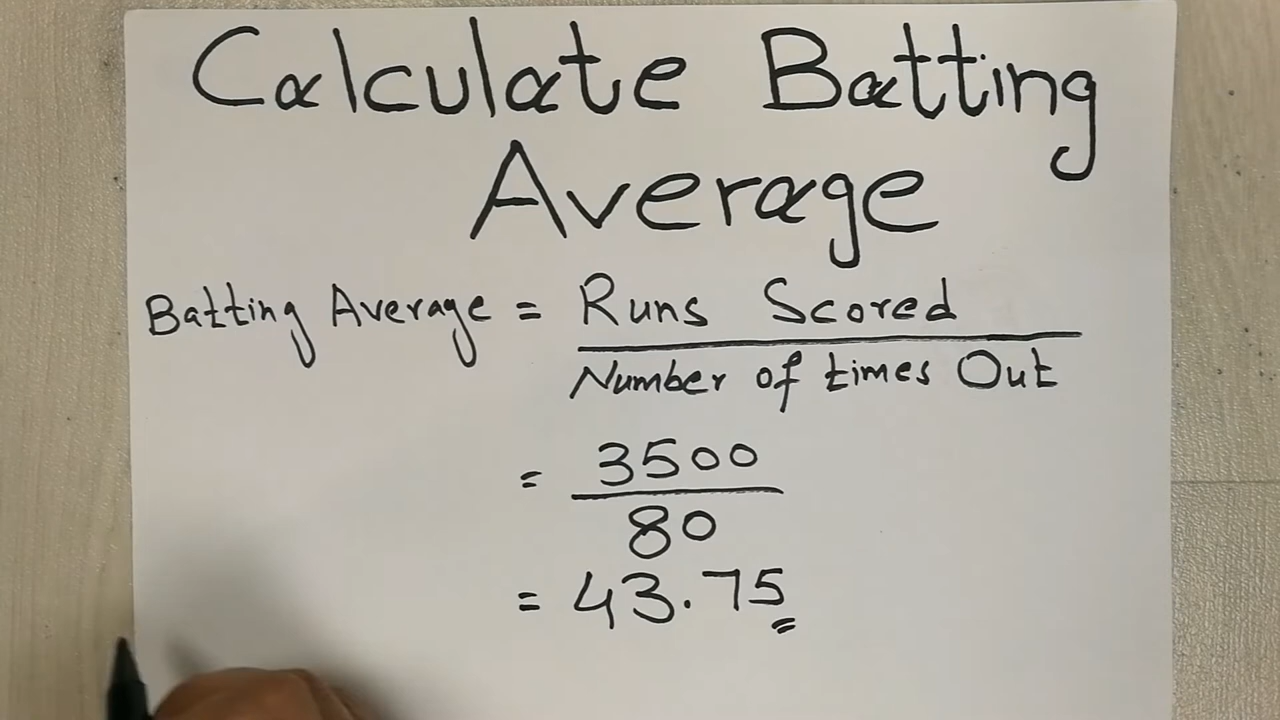 Calculate Batting
Average
Batting Average = Runs Scored
Number of times Out
= 3500
80
= 43.75